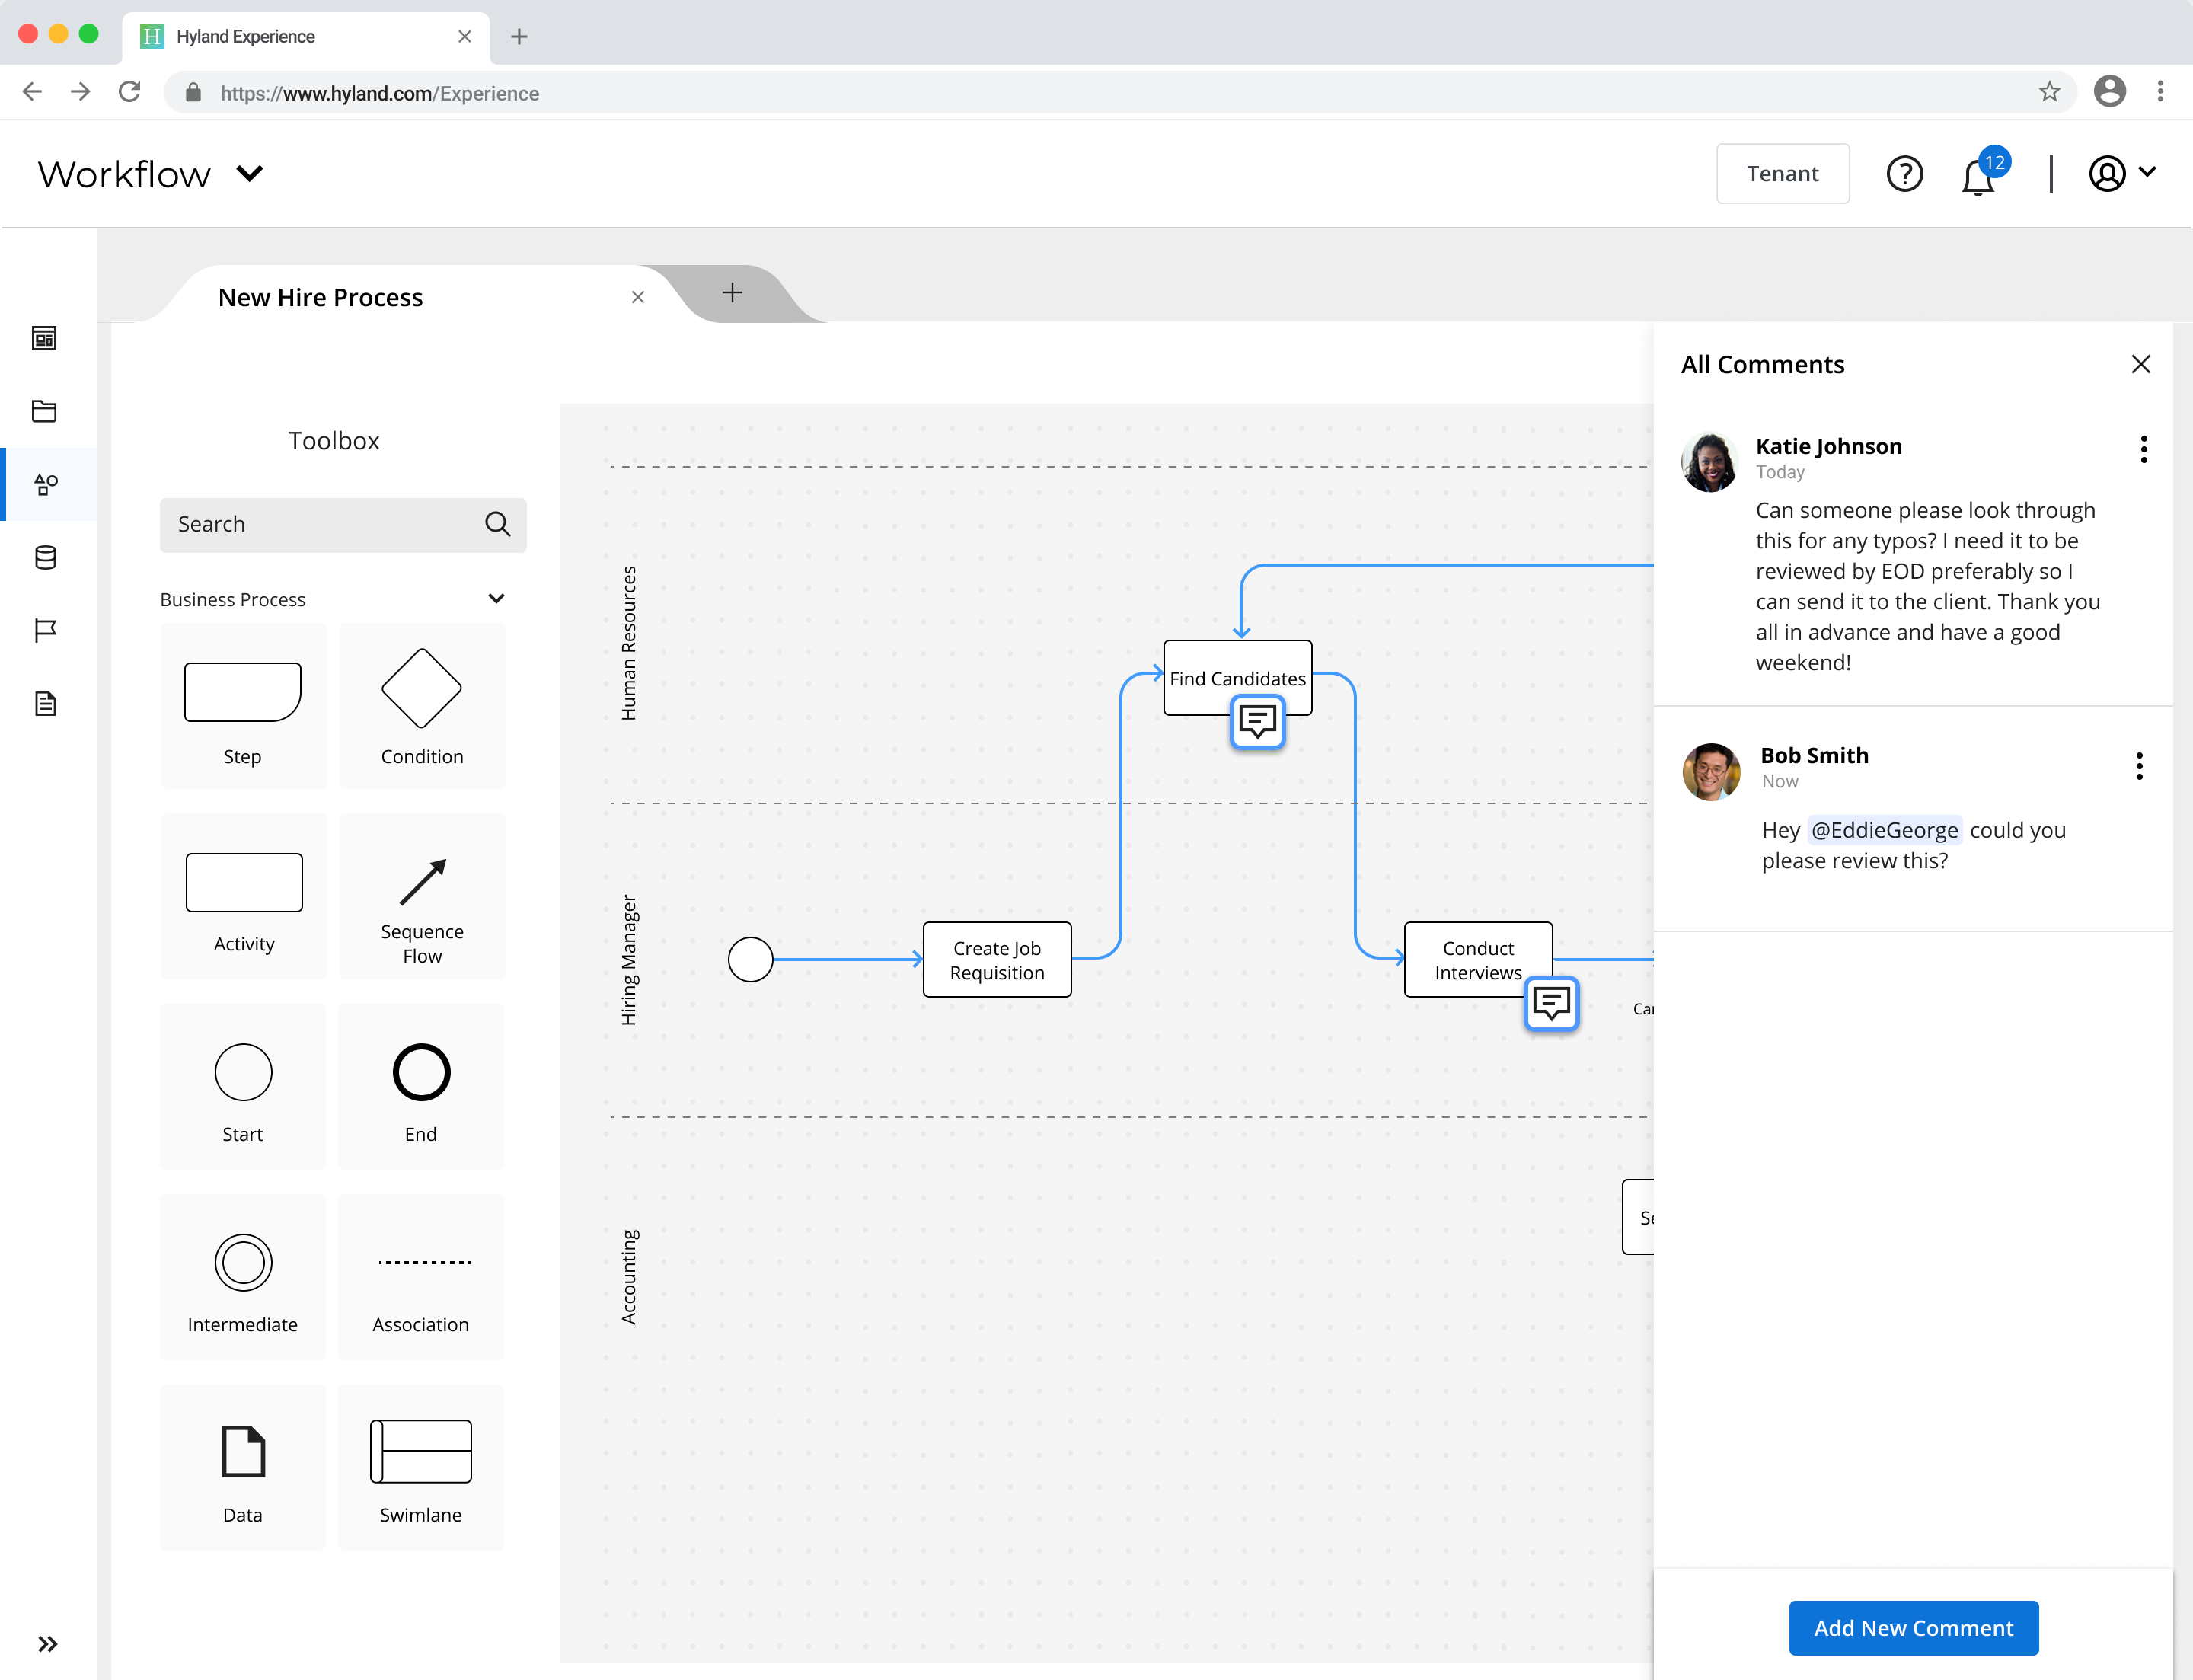 H Hyland Experience
https://www.hyland.com/Experience
Workflow
Tenant
12
New Hire Process
Toolbox
Search
Business Process
Step
Condition
Activity
Sequence
Flow
Start
End
Intermediate
Association
Data
Swimlane
Human Resources
Hiring Manager
Accounting
Find Candidates
Create Job
Requisition
Conduct
Interviews
All Comments
Katie Johnson
Today
Can someone please look through
this for any typos? I need it to be
reviewed by EOD preferably so I
can send it to the client. Thank you
all in advance and have a good
weekend!
Bob Smith
Now
Hey @EddieGeorge could you
please review this?
Add New Comment